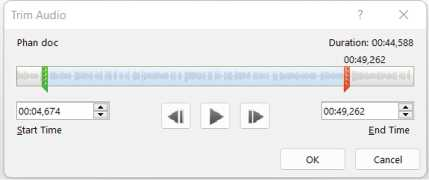 Trim Audio
Phan doc
Duration: 00:44,588
00:49,262
00:04,674
00:49,262
Start Time
End Time
OK
Cancel